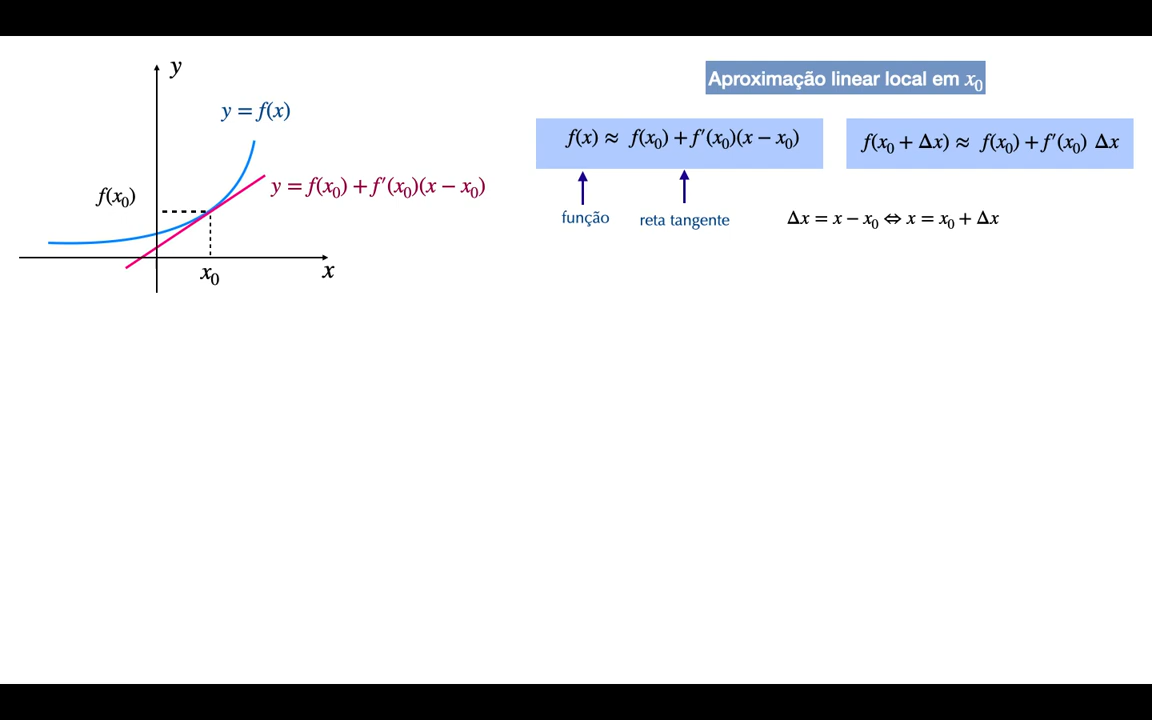 y
y = f(x)
f(x₀)
y = f(x₀) + f′(x₀)(x − x₀)
x₀
x
Aproximação linear local em x₀
f(x) ≈ f(x₀) + f′(x₀)(x − x₀)
f(x₀ + Δx) ≈ f(x₀) + f′(x₀) Δx
função
reta tangente
Δx = x − x₀ ⇔ x = x₀ + Δx